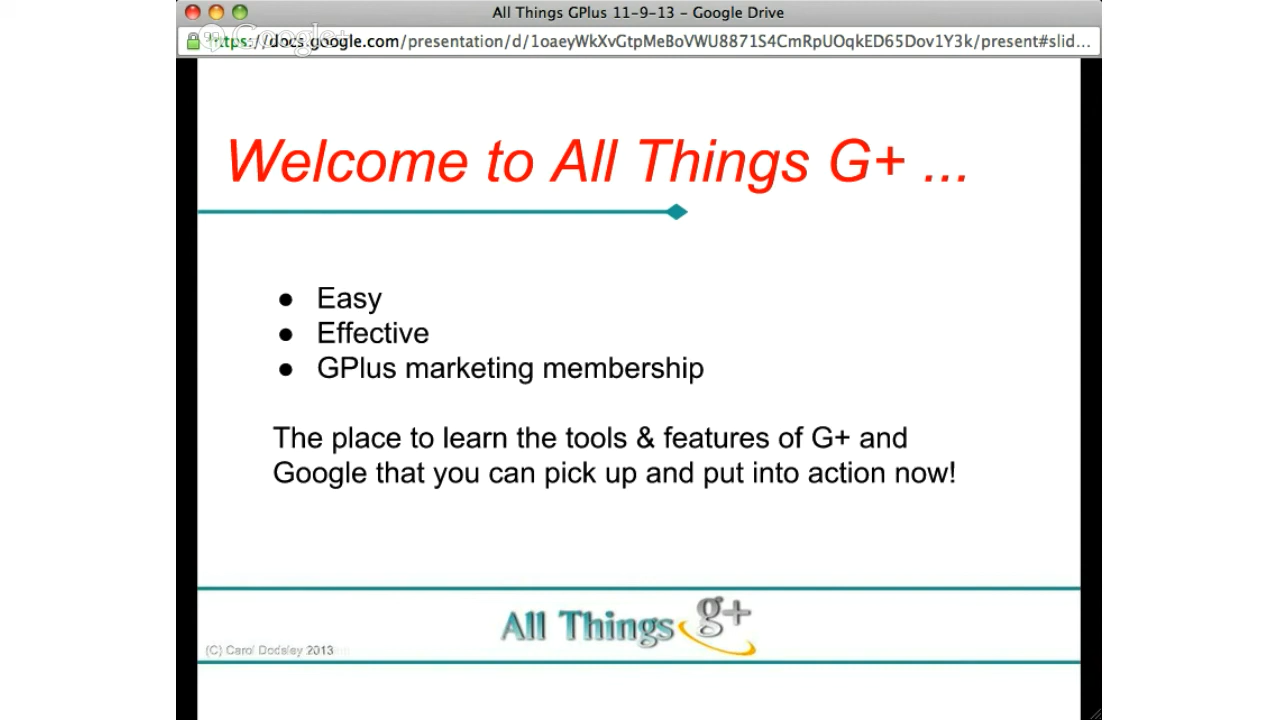 All Things GPlus 11-9-13 – Google Drive
Google+
https://docs.google.com/presentation/d/1oaeyWkXvGtpMeBoVWU8871S4CmRpUOqkED65Dov1Y3k/present#slid...
Welcome to All Things G+ ...
● Easy
● Effective
● GPlus marketing membership
The place to learn the tools & features of G+ and
Google that you can pick up and put into action now!
All Things g+
(C) Carol Dodsley 2013